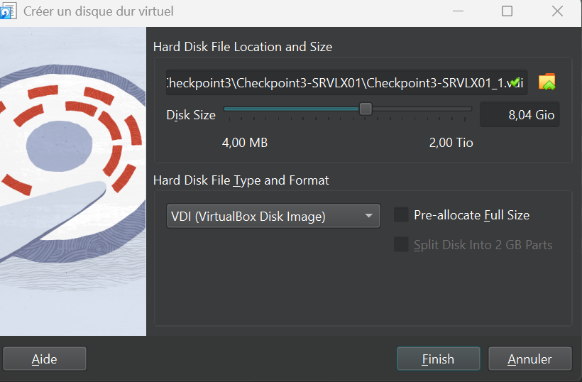 Créer un disque dur virtuel
Hard Disk File Location and Size
Checkpoint3\Checkpoint3-SRVLX01\Checkpoint3-SRVLX01_1.vdi
Disk Size
8,04 Gio
4,00 MB
2,00 Tio
Hard Disk File Type and Format
VDI (VirtualBox Disk Image)
Pre-allocate Full Size
Split Disk Into 2 GB Parts
Aide
Finish
Annuler